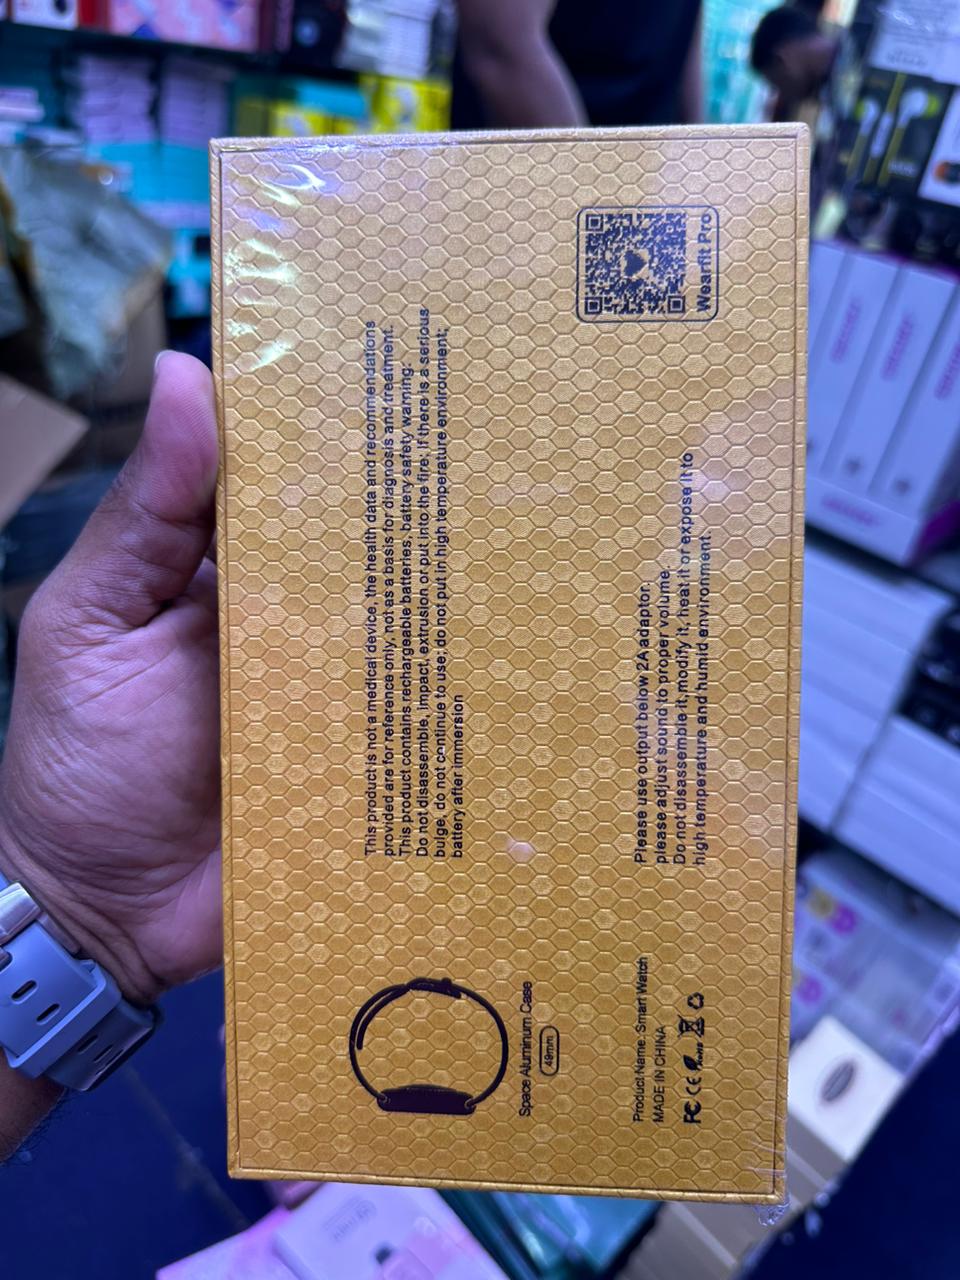 This product is not a medical device, the health data and recommendations
provided are for reference only, not as a basis for diagnosis and treatment.
This product contains rechargeable batteries, battery safety warning:
Do not disassemble, impact, extrusion or put into the fire; If there is a serious
bulge, do not continue to use; do not put in high temperature environment;
battery after immersion
Wearfit Pro
Space Aluminum Case
49mm
Please use output below 2A adaptor.
please adjust sound to proper volume.
Do not disassemble it,modify it, heat it or expose it to
high temperature and humid environment.
Product Name: Smart Watch
MADE IN CHINA
FC CE RoHS